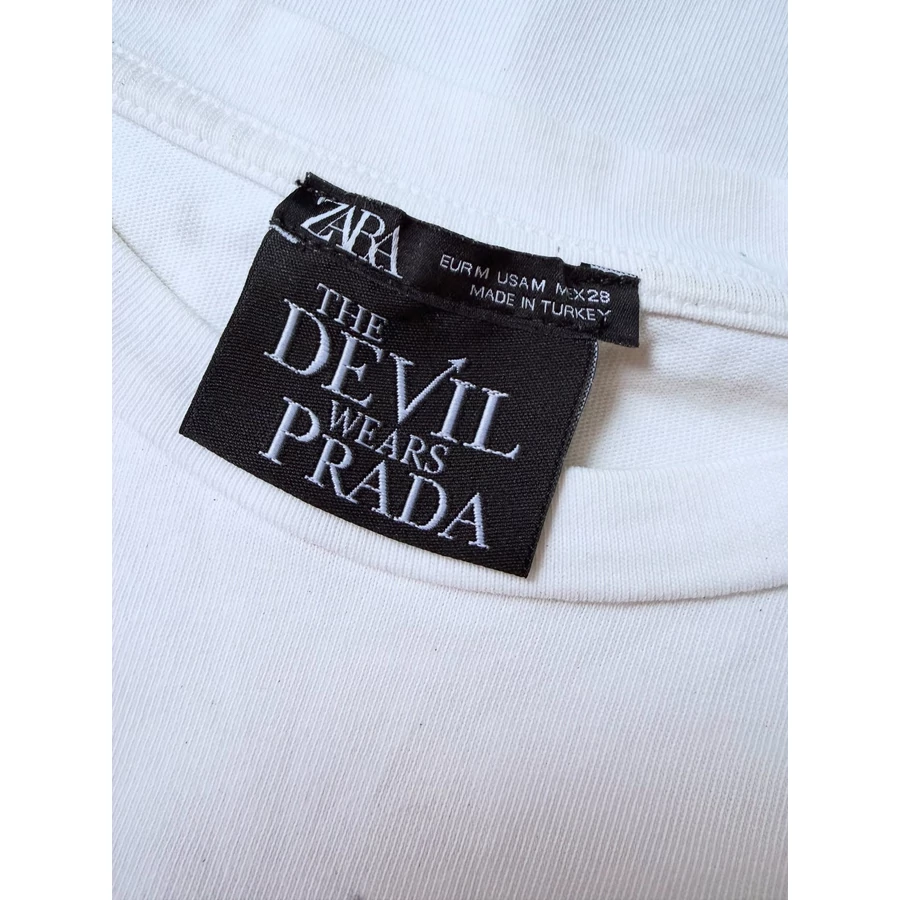 ZARA
EUR M USA M MEX 28
MADE IN TURKEY
THE
DEVIL
WEARS
PRADA